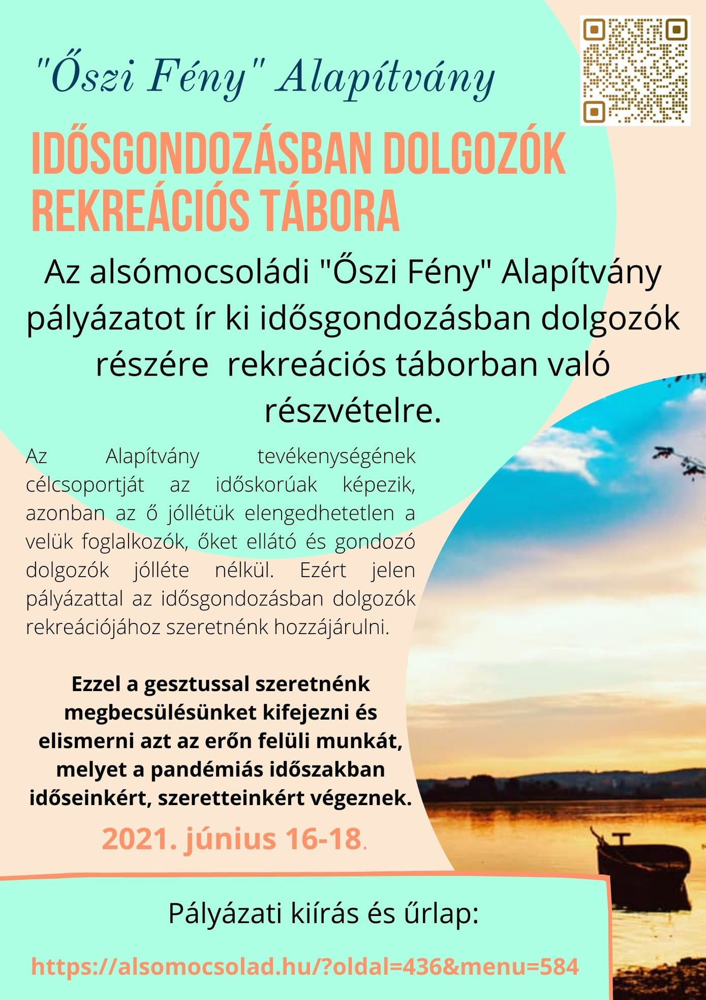 "Őszi Fény" Alapítvány
IDŐSGONDOZÁSBAN DOLGOZÓK
REKREÁCIÓS TÁBORA
Az alsómocsoládi "Őszi Fény" Alapítvány
pályázatot ír ki idősgondozásban dolgozók
részére rekreációs táborban való
részvételre.
Az Alapítvány tevékenységének
célcsoportját az időskorúak képezik,
azonban az ő jóllétük elengedhetetlen a
velük foglalkozók, őket ellátó és gondozó
dolgozók jólléte nélkül. Ezért jelen
pályázattal az idősgondozásban dolgozók
rekreációjához szeretnénk hozzájárulni.
Ezzel a gesztussal szeretnénk
megbecsülésünket kifejezni és
elismerni azt az erőn felüli munkát,
melyet a pandémiás időszakban
időseinkért, szeretteinkért végeznek.
2021. június 16-18.
Pályázati kiírás és űrlap:
https://alsomocsolad.hu/?oldal=436&menu=584